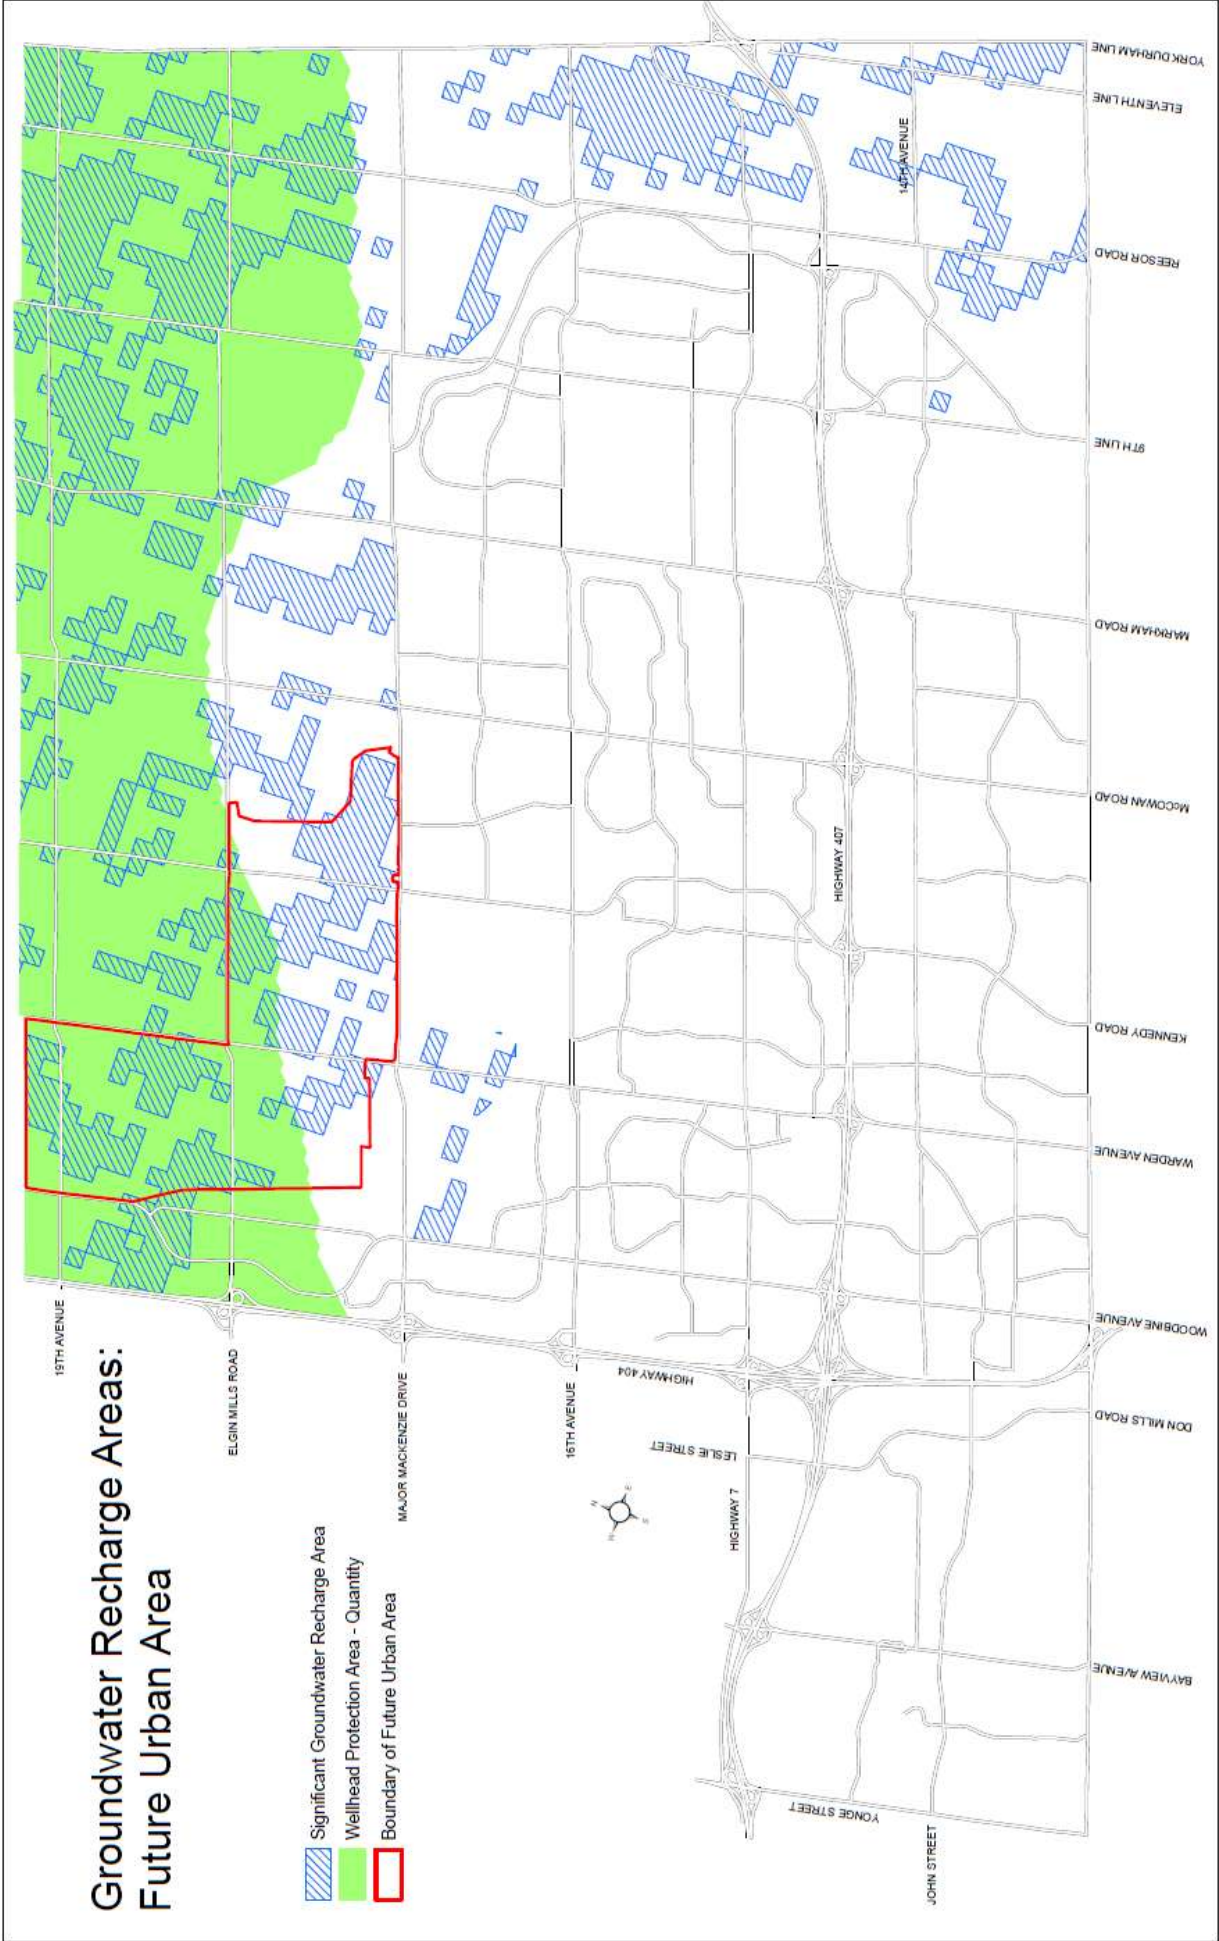 Groundwater Recharge Areas:
Future Urban Area
Significant Groundwater Recharge Area
Wellhead Protection Area - Quantity
Boundary of Future Urban Area
19TH AVENUE
ELGIN MILLS ROAD
MAJOR MACKENZIE DRIVE
16TH AVENUE
HIGHWAY 7
JOHN STREET
14TH AVENUE
HIGHWAY 407
HIGHWAY 404
LESLIE STREET
YONGE STREET
BAYVIEW AVENUE
DON MILLS ROAD
WOODBINE AVENUE
WARDEN AVENUE
KENNEDY ROAD
McCOWAN ROAD
MARKHAM ROAD
9TH LINE
REESOR ROAD
ELEVENTH LINE
YORK DURHAM LINE
N
E
S
W